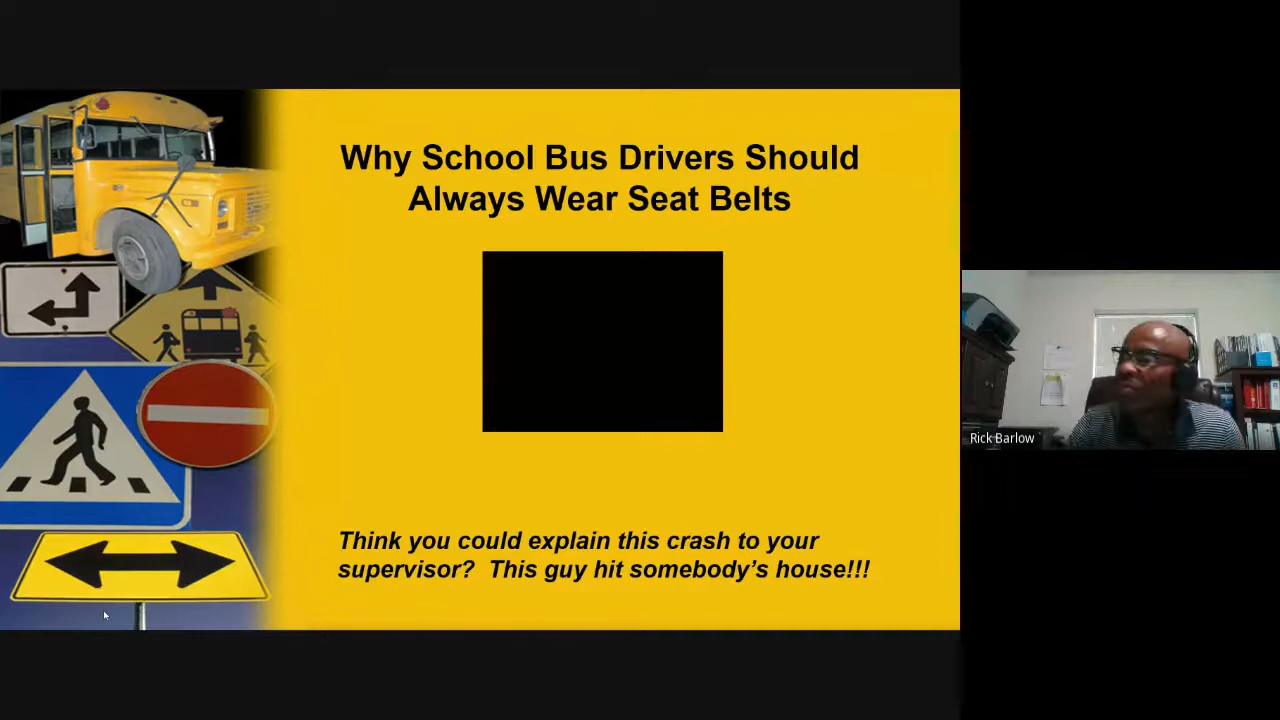 Why School Bus Drivers Should
Always Wear Seat Belts
Think you could explain this crash to your
supervisor?  This guy hit somebody's house!!!
Rick Barlow